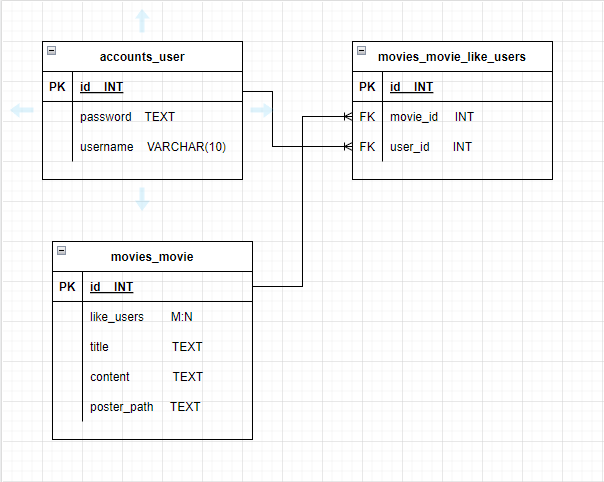 accounts_user
PK id INT
password TEXT
username VARCHAR(10)
movies_movie_like_users
PK id INT
FK movie_id INT
FK user_id INT
movies_movie
PK id INT
like_users M:N
title TEXT
content TEXT
poster_path TEXT